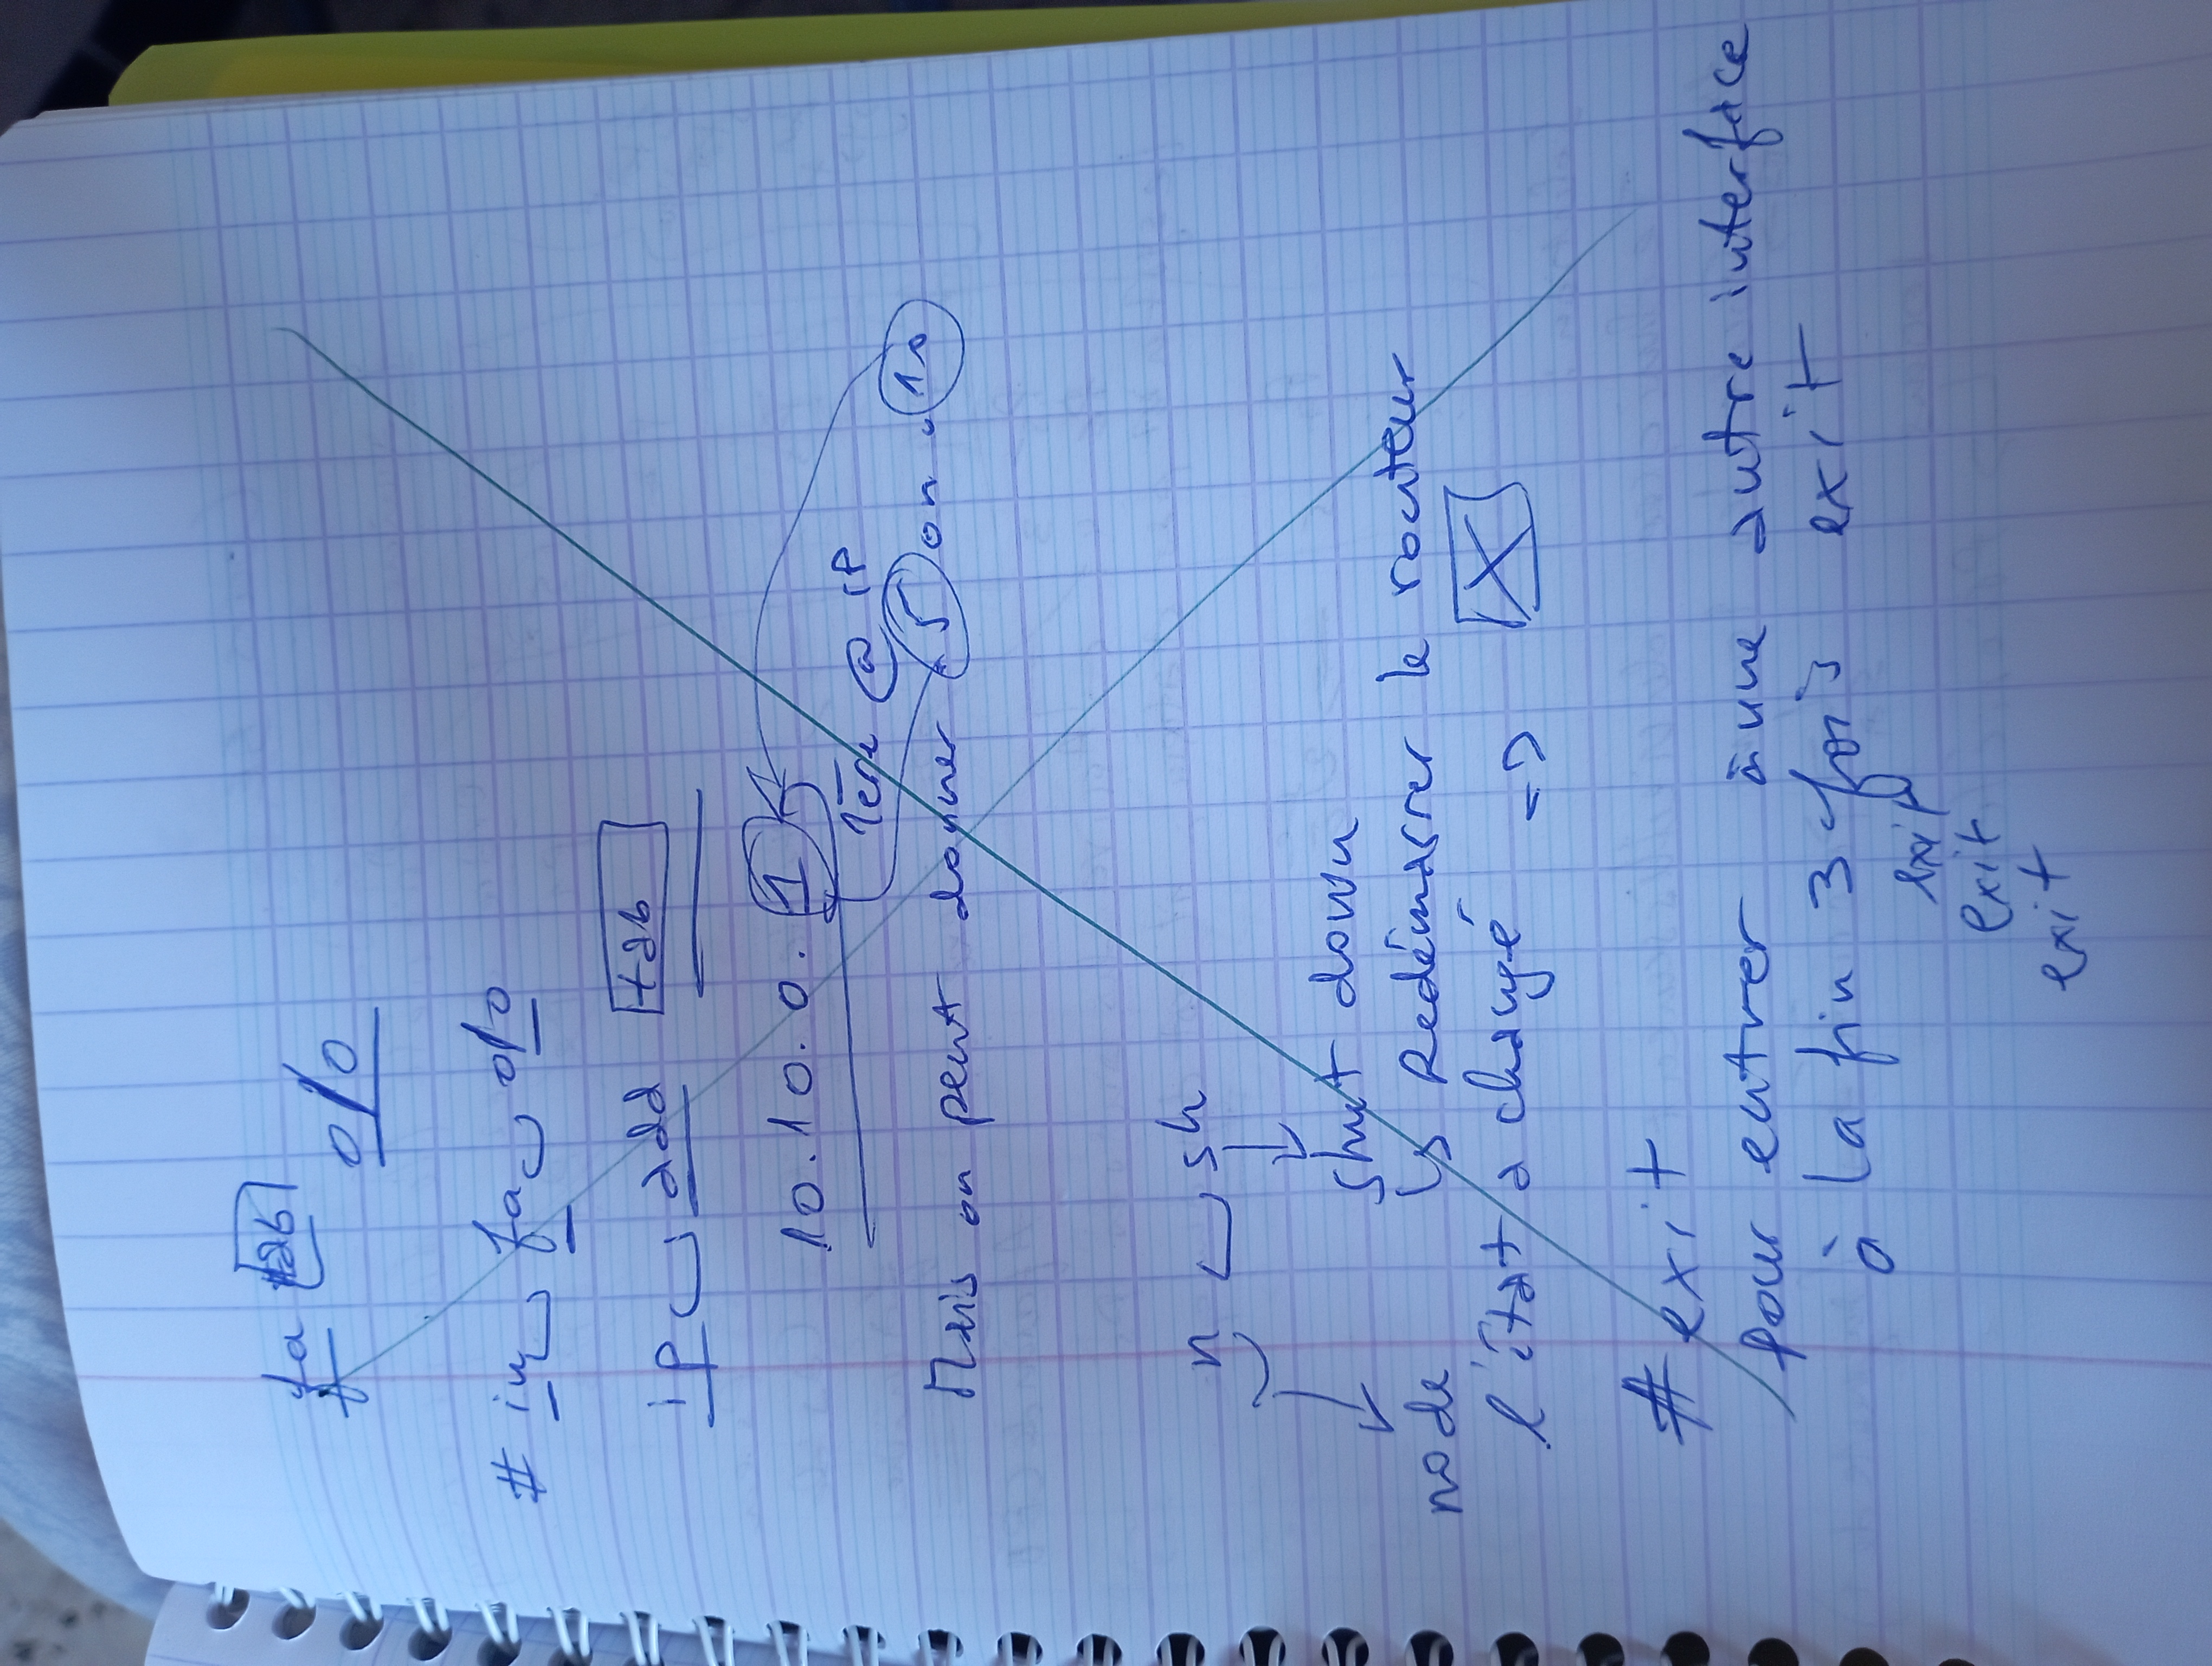 fa tab
0/0
# in fa 0/0
ip add tab
10.10.0.1
1ère @ IP
Mais on peut donner .5 ou .10
n sh
shut down
node
↳ Redémarrer le routeur
l'état a changé => X
# exit
pour entrer à une autre interface
à la fin 3 fois exit
exit
exit
exit